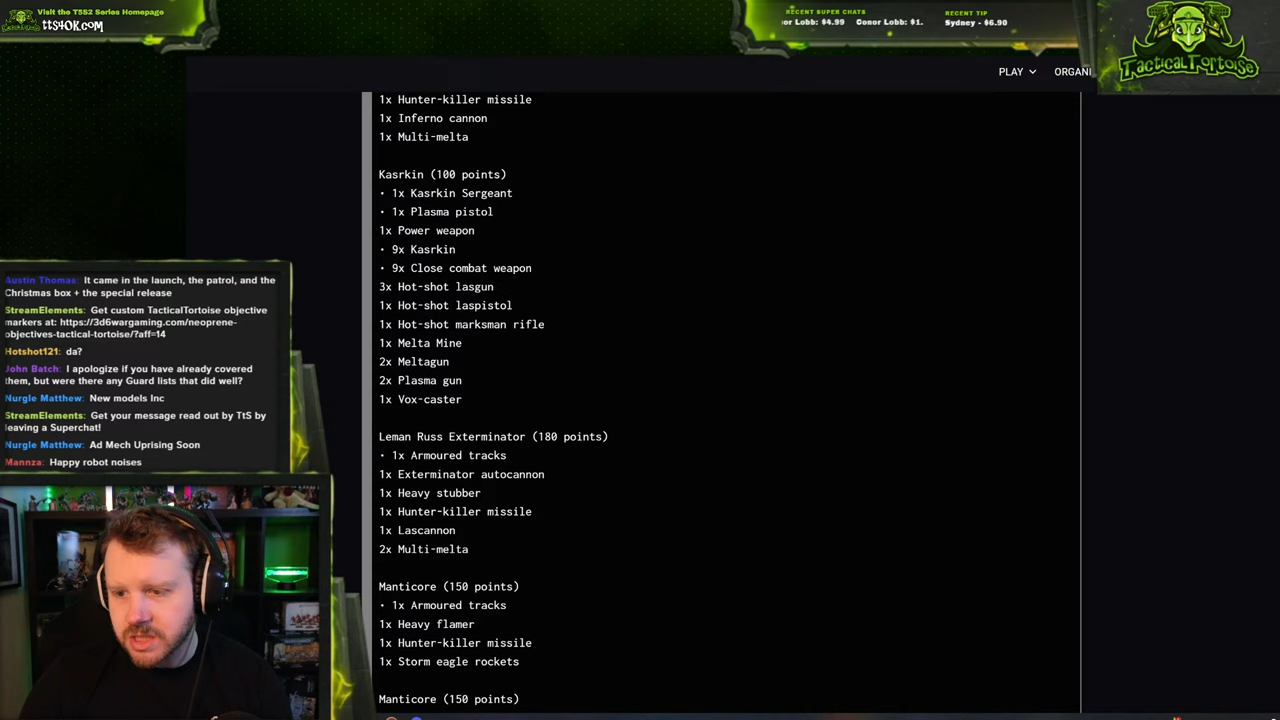 Visit the T5S2 Series Homepage
tts40k.com
RECENT SUPER CHATS
or Lobb: $4.99 Conor Lobb: $1.
RECENT TIP
Sydney - $6.90
TACTICALTORTOISE
PLAY
ORGANI
1x Hunter-killer missile
1x Inferno cannon
1x Multi-melta
Kasrkin (100 points)
• 1x Kasrkin Sergeant
• 1x Plasma pistol
1x Power weapon
• 9x Kasrkin
• 9x Close combat weapon
3x Hot-shot lasgun
1x Hot-shot laspistol
1x Hot-shot marksman rifle
1x Melta Mine
2x Meltagun
2x Plasma gun
1x Vox-caster
Leman Russ Exterminator (180 points)
• 1x Armoured tracks
1x Exterminator autocannon
1x Heavy stubber
1x Hunter-killer missile
1x Lascannon
2x Multi-melta
Manticore (150 points)
• 1x Armoured tracks
1x Heavy flamer
1x Hunter-killer missile
1x Storm eagle rockets
Manticore (150 points)
Austin Thomas: It came in the launch, the patrol, and the
Christmas box + the special release
StreamElements: Get custom TacticalTortoise objective
markers at: https://3d6wargaming.com/neoprene-
objectives-tactical-tortoise/?aff=14
Hotshot121: da?
John Batch: I apologize if you have already covered
them, but were there any Guard lists that did well?
Nurgle Matthew: New models Inc
StreamElements: Get your message read out by TtS by
leaving a Superchat!
Nurgle Matthew: Ad Mech Uprising Soon
Mannza: Happy robot noises